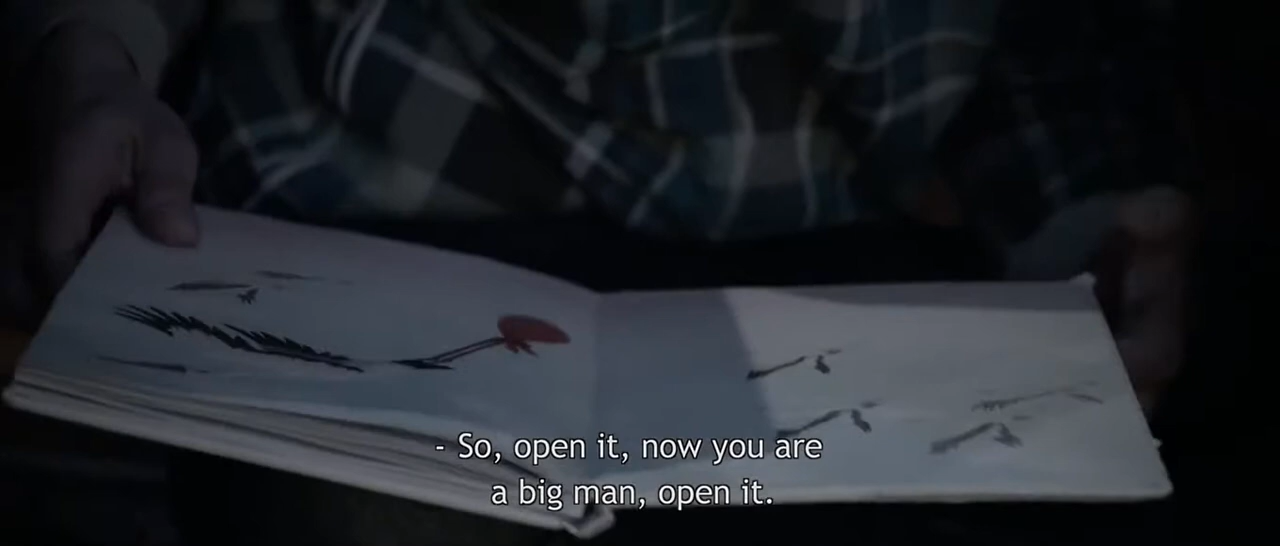 - So, open it, now you are
a big man, open it.